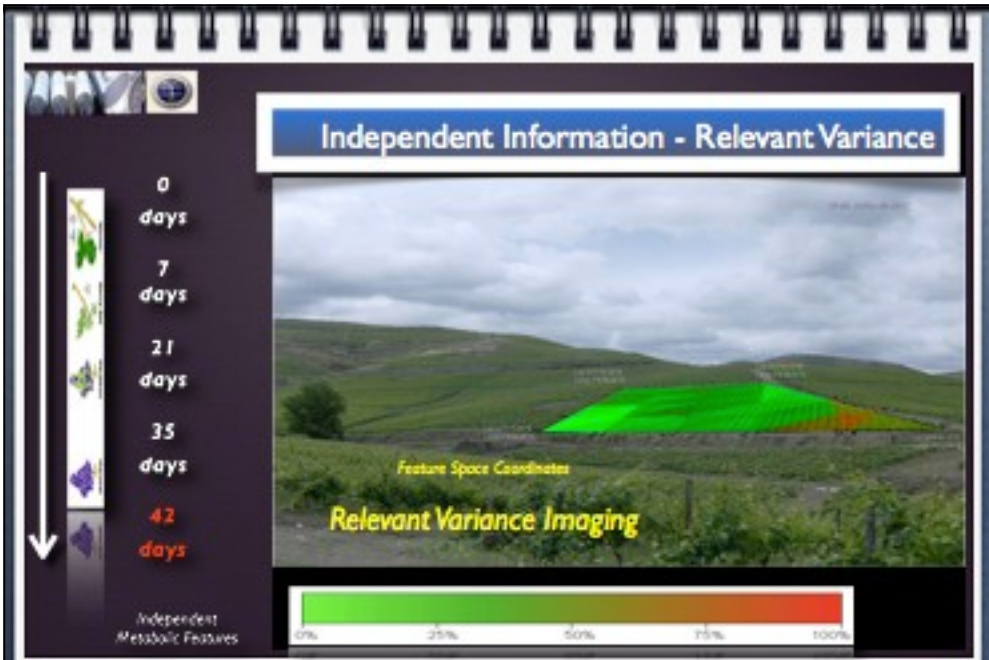 Independent Information - Relevant Variance
0
days
7
days
21
days
35
days
42
days
Independent
Metabolic Features
Feature Space Coordinates
Relevant Variance Imaging
0%
25%
50%
75%
100%